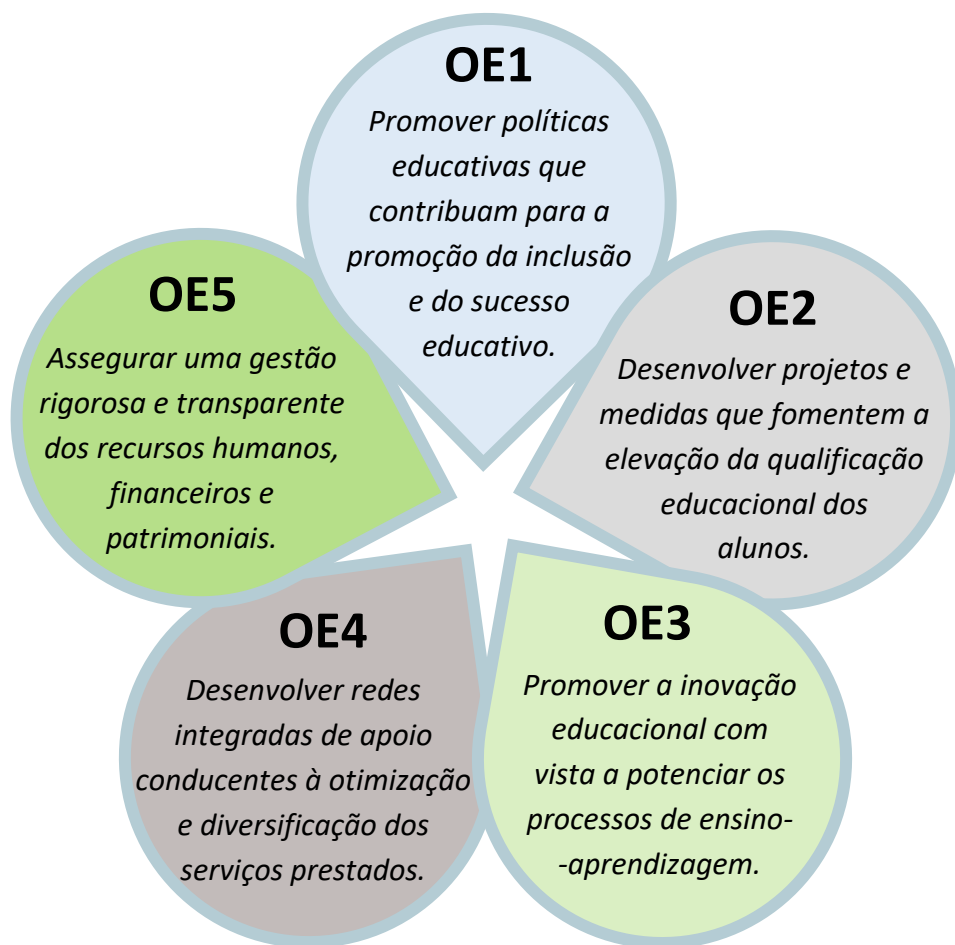 OE1
Promover políticas
educativas que
contribuam para a
promoção da inclusão
e do sucesso
educativo.
OE2
Desenvolver projetos e
medidas que fomentem a
elevação da qualificação
educacional dos
alunos.
OE3
Promover a inovação
educacional com
vista a potenciar os
processos de ensino-
-aprendizagem.
OE4
Desenvolver redes
integradas de apoio
conducentes à otimização
e diversificação dos
serviços prestados.
OE5
Assegurar uma gestão
rigorosa e transparente
dos recursos humanos,
financeiros e
patrimoniais.